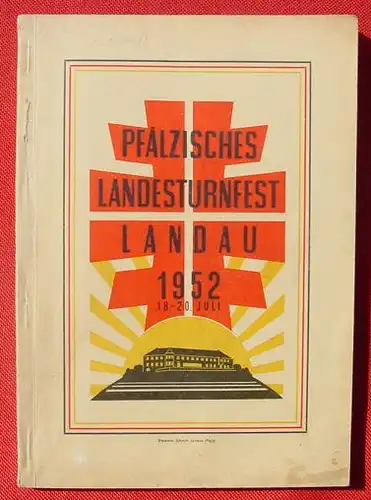 PFÄLZISCHES
LANDESTURNFEST
LANDAU
1952
18-20. JULI